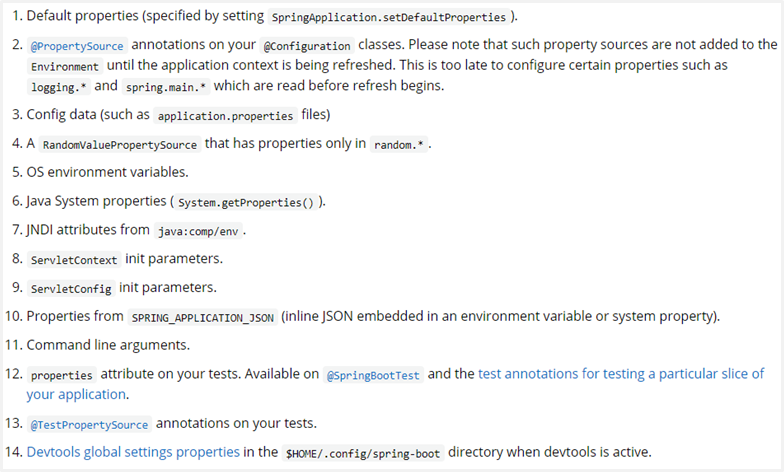 1. Default properties (specified by setting SpringApplication.setDefaultProperties ).
2. @PropertySource annotations on your @Configuration classes. Please note that such property sources are not added to the
Environment until the application context is being refreshed. This is too late to configure certain properties such as
logging.* and spring.main.* which are read before refresh begins.
3. Config data (such as application.properties files)
4. A RandomValuePropertySource that has properties only in random.* .
5. OS environment variables.
6. Java System properties ( System.getProperties() ).
7. JNDI attributes from java:comp/env .
8. ServletContext init parameters.
9. ServletConfig init parameters.
10. Properties from SPRING_APPLICATION_JSON (inline JSON embedded in an environment variable or system property).
11. Command line arguments.
12. properties attribute on your tests. Available on @SpringBootTest and the test annotations for testing a particular slice of
your application.
13. @TestPropertySource annotations on your tests.
14. Devtools global settings properties in the $HOME/.config/spring-boot directory when devtools is active.